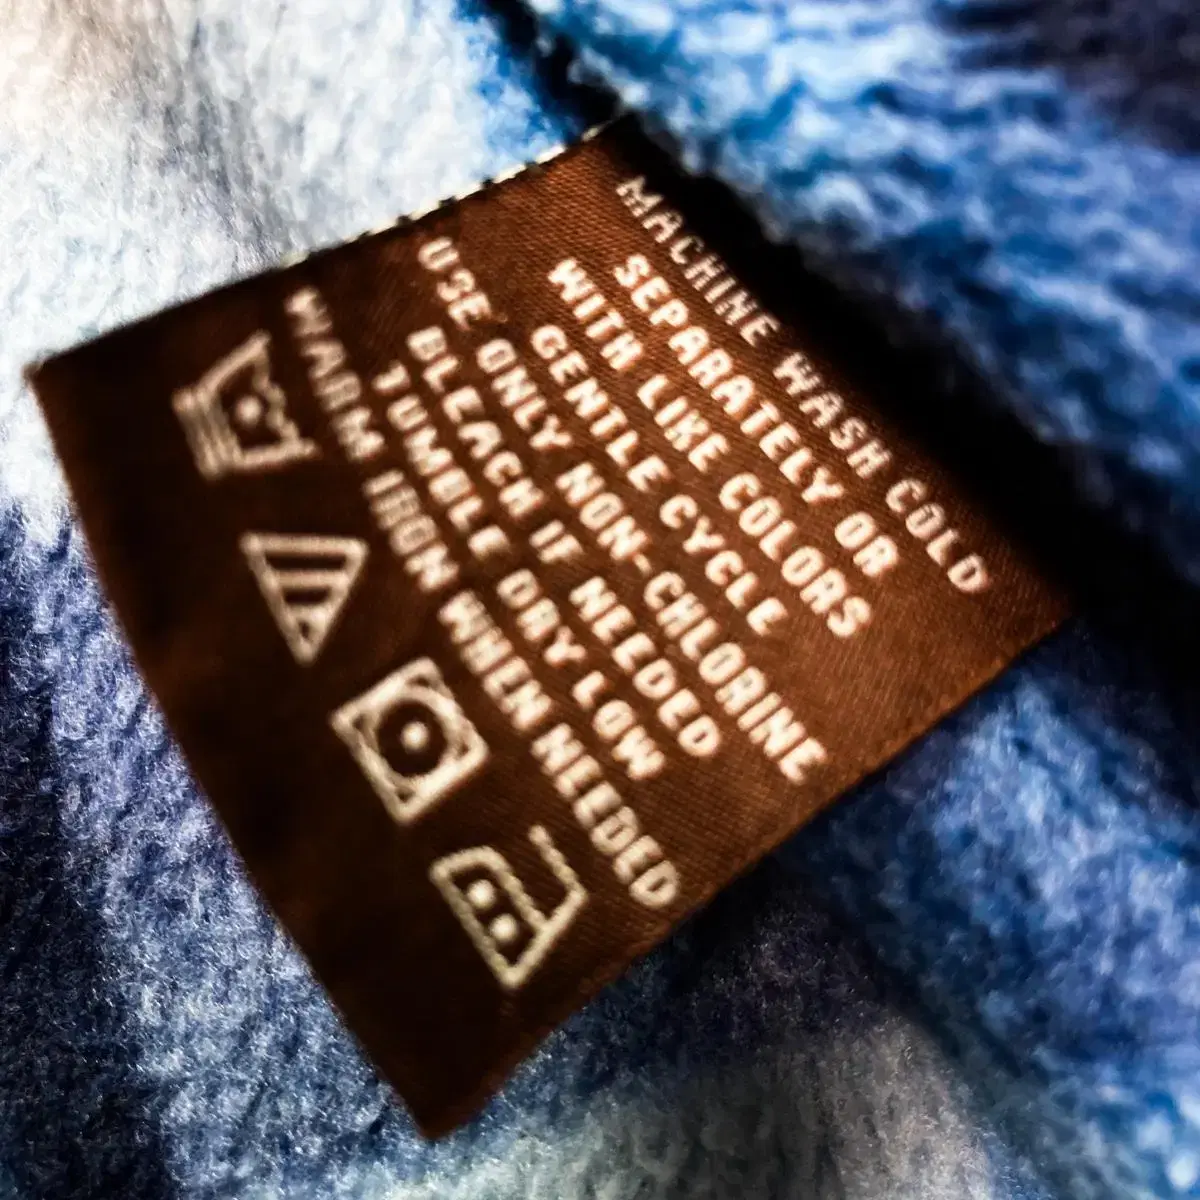 MACHINE WASH COLD
SEPARATELY OR
WITH LIKE COLORS
GENTLE CYCLE
USE ONLY NON-CHLORINE
BLEACH IF NEEDED
TUMBLE DRY LOW
WARM IRON WHEN NEEDED